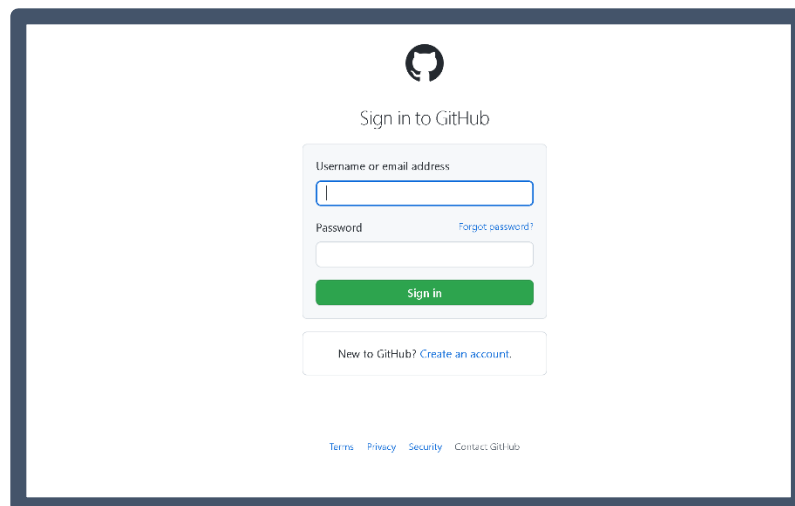 Sign in to GitHub
Username or email address
Password Forgot password?
Sign in
New to GitHub? Create an account.
Terms Privacy Security Contact GitHub